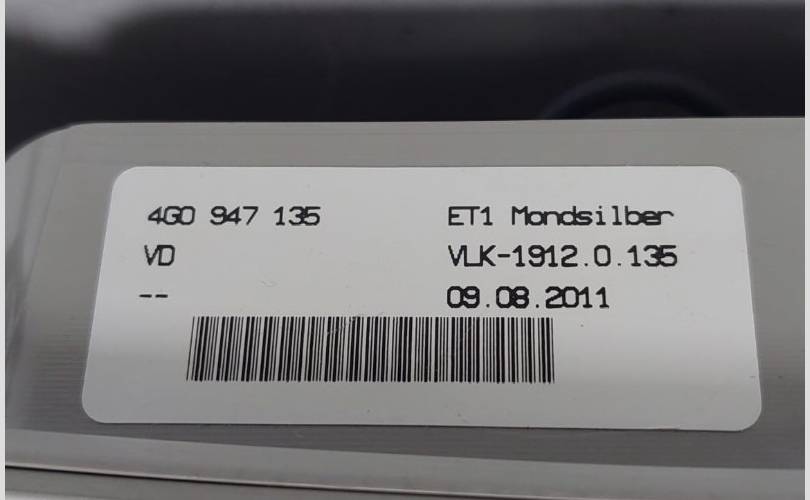 4G0 947 135 ET1 Mondsilber
VD VLK-1912.0.135
-- 09.08.2011